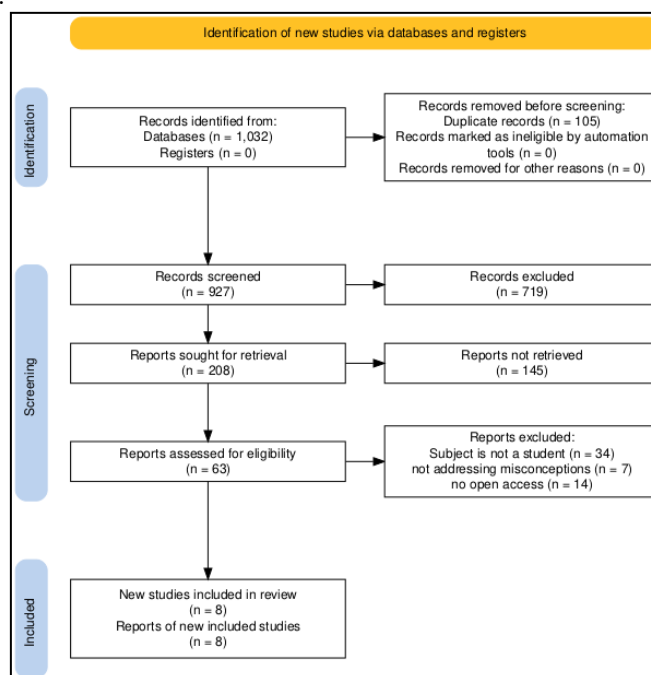 Identification of new studies via databases and registers
Identification
Records identified from:
Databases (n = 1,032)
Registers (n = 0)
Records removed before screening:
Duplicate records (n = 105)
Records marked as ineligible by automation
tools (n = 0)
Records removed for other reasons (n = 0)
Screening
Records screened
(n = 927)
Records excluded
(n = 719)
Reports sought for retrieval
(n = 208)
Reports not retrieved
(n = 145)
Reports assessed for eligibility
(n = 63)
Reports excluded:
Subject is not a student (n = 34)
not addressing misconceptions (n = 7)
no open access (n = 14)
Included
New studies included in review
(n = 8)
Reports of new included studies
(n = 8)